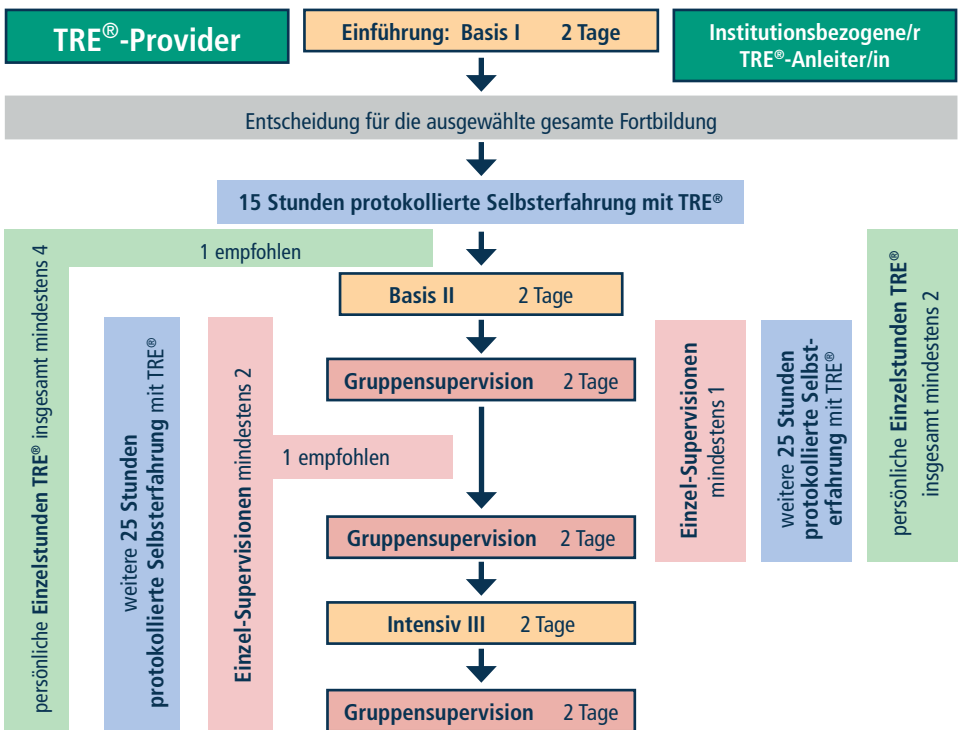 TRE®-Provider
Einführung: Basis I 2 Tage
Institutionsbezogene/r
TRE®-Anleiter/in
Entscheidung für die ausgewählte gesamte Fortbildung
15 Stunden protokollierte Selbsterfahrung mit TRE®
1 empfohlen
persönliche Einzelstunden TRE® insgesamt mindestens 4
weitere 25 Stunden
protokollierte Selbsterfahrung mit TRE®
Einzel-Supervisionen mindestens 2
1 empfohlen
Basis II 2 Tage
Gruppensupervision 2 Tage
Gruppensupervision 2 Tage
Intensiv III 2 Tage
Gruppensupervision 2 Tage
Einzel-Supervisionen
mindestens 1
weitere 25 Stunden
protokollierte Selbst-
erfahrung mit TRE®
persönliche Einzelstunden TRE®
insgesamt mindestens 2